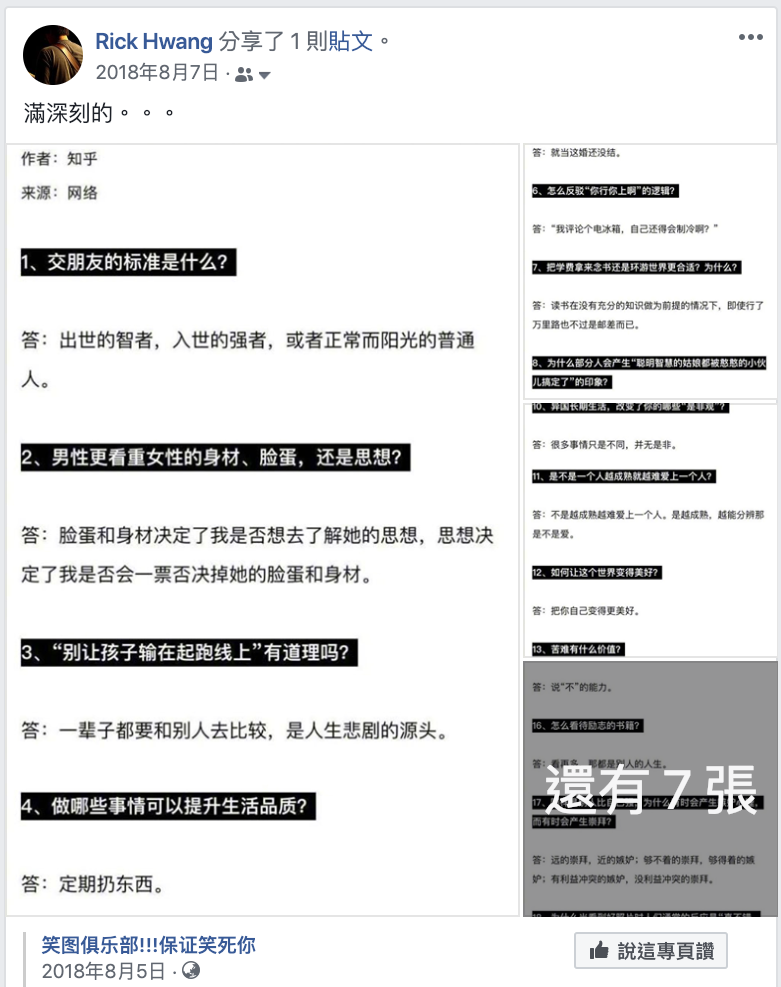 Rick Hwang 分享了 1 則貼文。
2018年8月7日 ·
滿深刻的。。。
作者：知乎
来源：网络
1、交朋友的标准是什么？
答：出世的智者，入世的强者，或者正常而阳光的普通
人。
2、男性更看重女性的身材、脸蛋，还是思想？
答：脸蛋和身材决定了我是否想去了解她的思想，思想决
定了我是否会一票否决掉她的脸蛋和身材。
3、“别让孩子输在起跑线上”有道理吗？
答：一辈子都要和别人去比较，是人生悲剧的源头。
4、做哪些事情可以提升生活品质？
答：定期扔东西。
答：就当这婚还没结。
6、怎么反驳“你行你上啊”的逻辑？
答：“我评论个电冰箱，自己还得会制冷啊？”
7、把学费拿来念书还是环游世界更合适？为什么？
答：读书在没有充分的知识做为前提的情况下，即使行了
万里路也不过是邮差而已。
8、为什么部分人会产生“聪明智慧的姑娘都被憨憨的小伙
儿搞定了”的印象？
10、异国长期生活，改变了你的哪些“是非观”？
答：很多事情只是不同，并无是非。
11、是不是一个人越成熟就越难爱上一个人？
答：不是越成熟越难爱上一个人。是越成熟，越能分辨那
是不是爱。
12、如何让这个世界变得美好？
答：把你自己变得更美好。
13、苦难有什么价值？
答：说“不”的能力。
16、怎么看待励志的书籍？
答：看再多，那都是别人的人生。
還有 7 張
17、
人比自己
为什么有时会产生
而有时会产生崇拜？
答：远的崇拜，近的嫉妒；够不着的崇拜，够得着的嫉
妒；有利益冲突的嫉妒，没利益冲突的崇拜。
笑图俱乐部!!!保证笑死你
2018年8月5日 ·
說這專頁讚